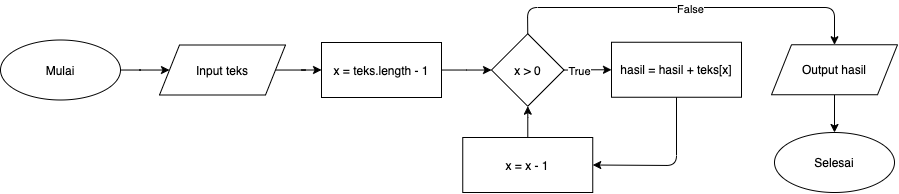 Mulai
Input teks
x = teks.length - 1
x > 0
True
hasil = hasil + teks[x]
x = x - 1
False
Output hasil
Selesai